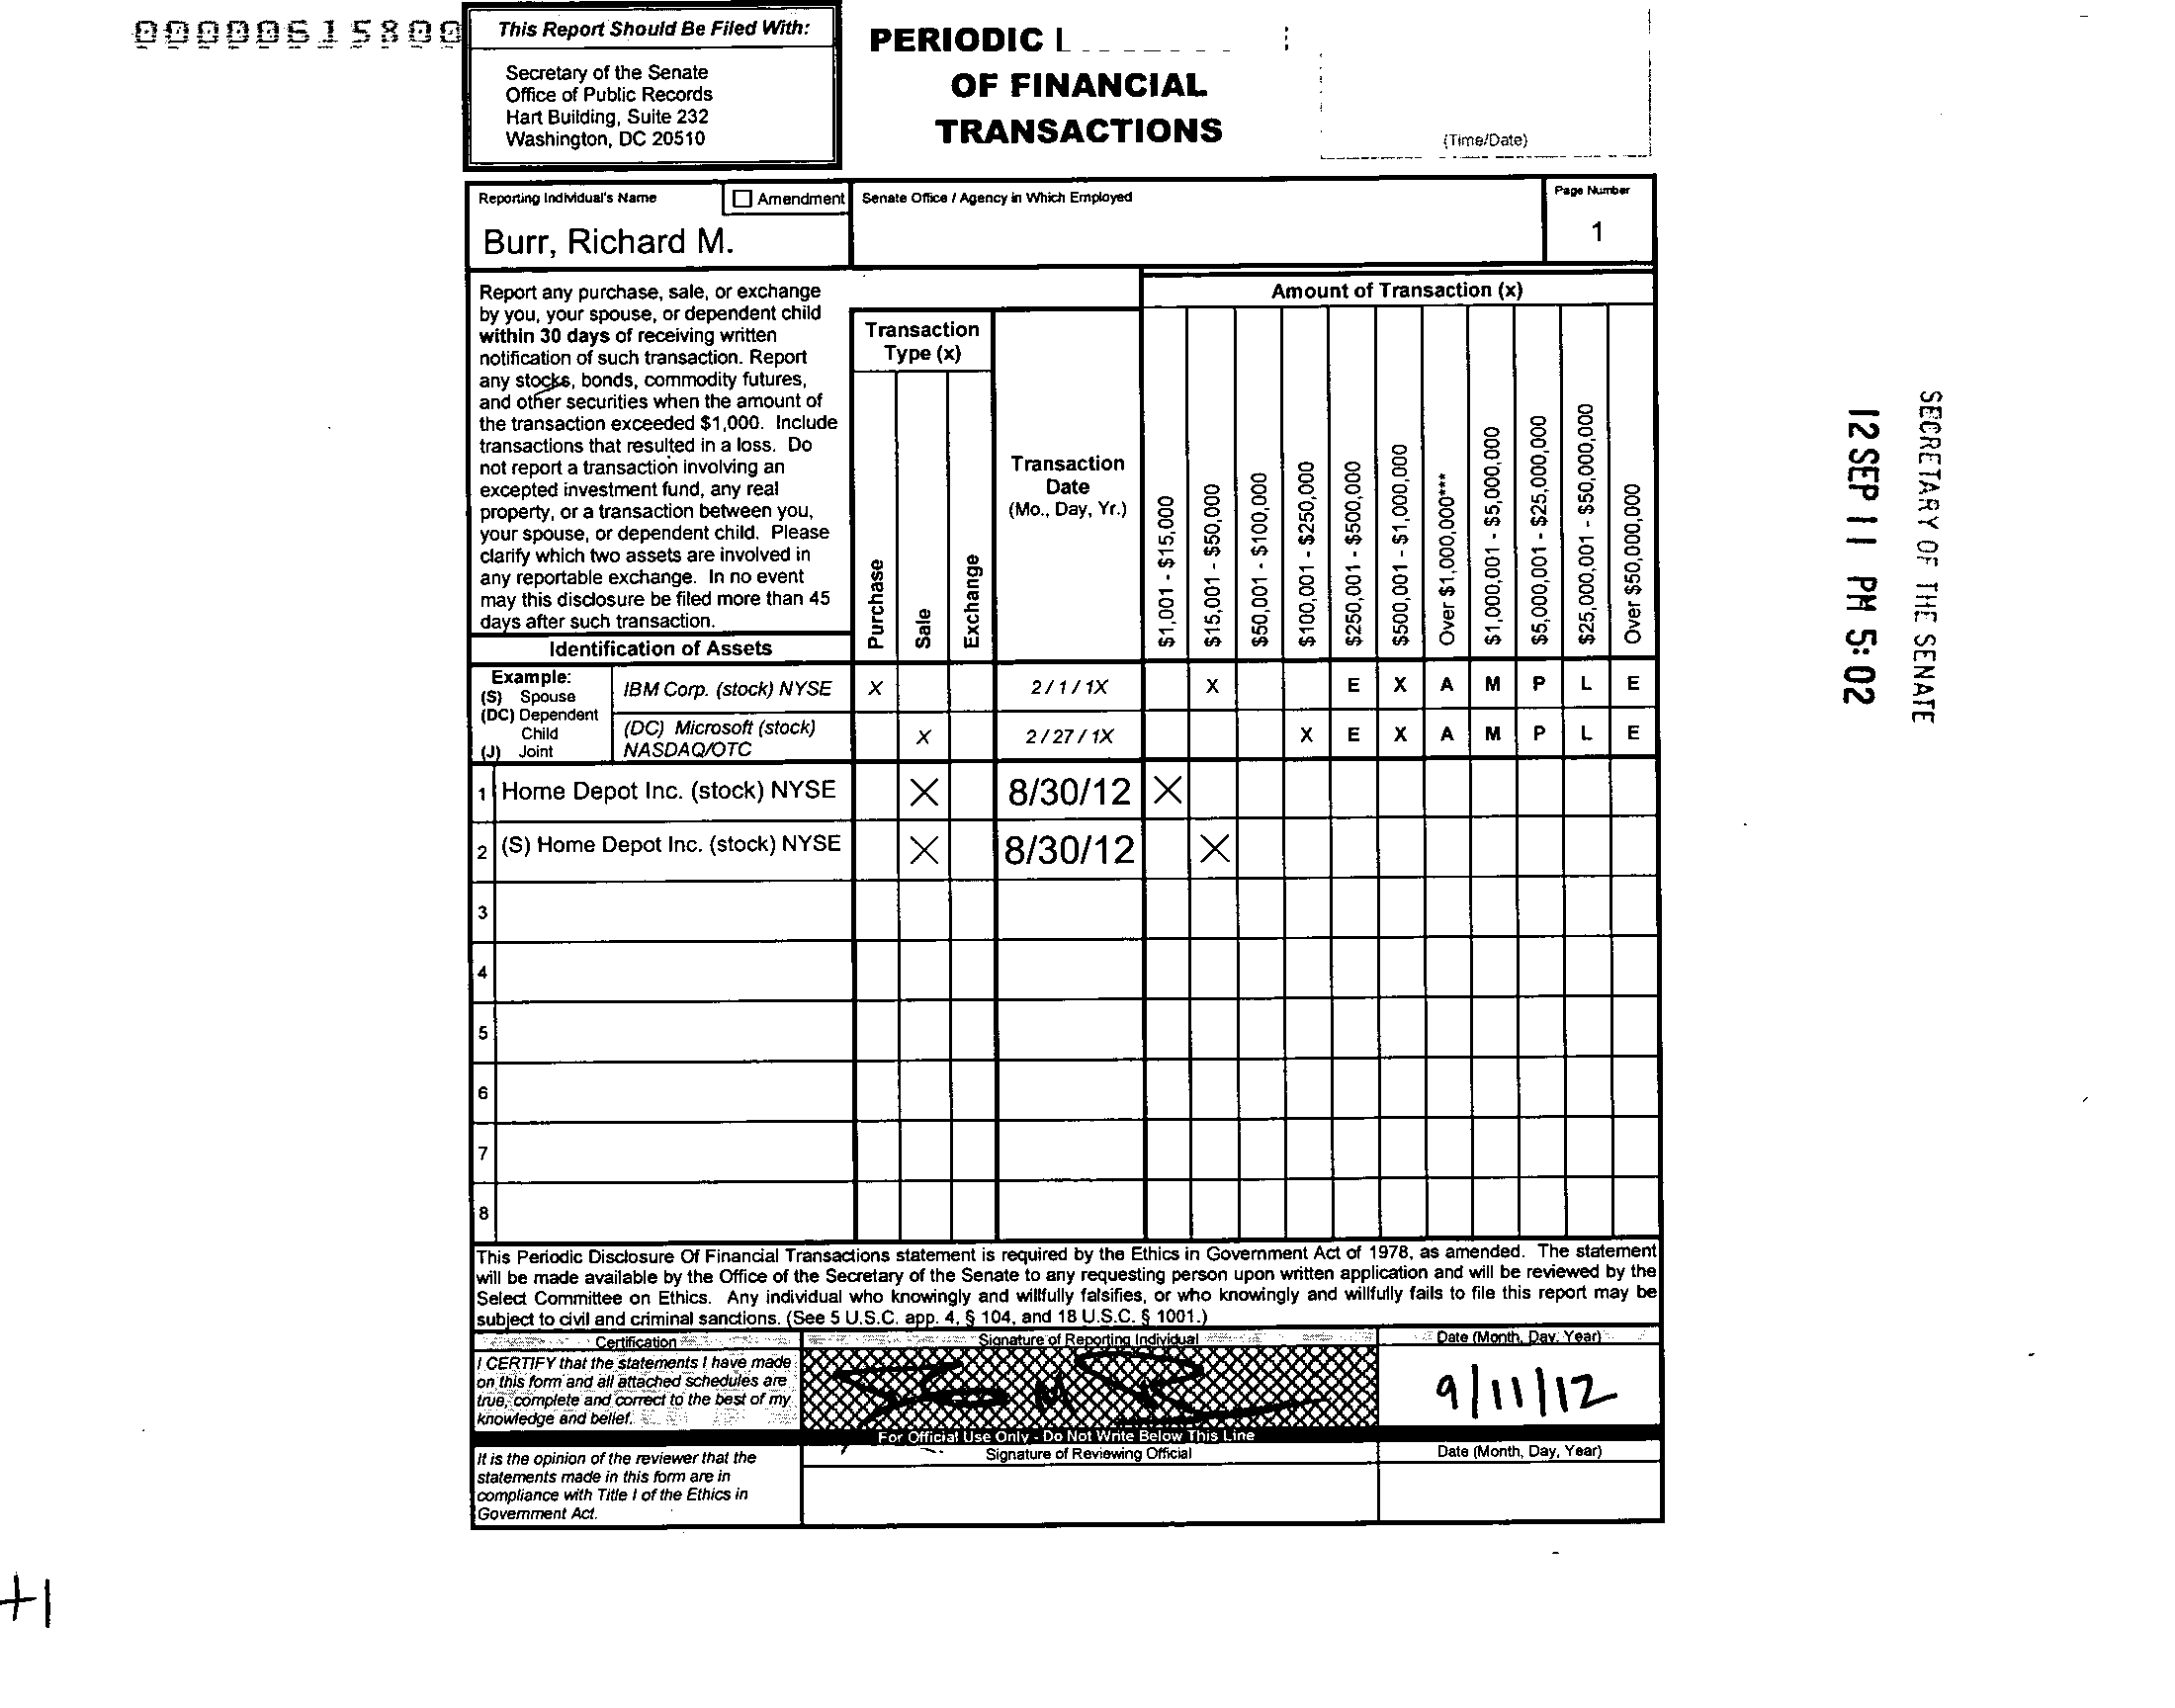 This Report Should Be Filed With:
Secretary of the Senate
Office of Public Records
Hart Building, Suite 232
Washington, DC 20510
PERIODIC
OF FINANCIAL
TRANSACTIONS
(Time/Date)
Reporting Individual's Name
Amendment
Burr, Richard M.
Senate Office / Agency in Which Employed
Page Number
1
Report any purchase, sale, or exchange
by you, your spouse, or dependent child
within 30 days of receiving written
notification of such transaction. Report
any stocks, bonds, commodity futures,
and other securities when the amount of
the transaction exceeded $1,000. Include
transactions that resulted in a loss. Do
not report a transaction involving an
excepted investment fund, any real
property, or a transaction between you,
your spouse, or dependent child. Please
clarify which two assets are involved in
any reportable exchange. In no event
may this disclosure be filed more than 45
days after such transaction.
Identification of Assets
Transaction
Type (x)
Purchase
Sale
Exchange
Transaction
Date
(Mo., Day, Yr.)
Amount of Transaction (x)
$1,001 - $15,000
$15,001 - $50,000
$50,001 - $100,000
$100,001 - $250,000
$250,001 - $500,000
$500,001 - $1,000,000
Over $1,000,000***
$1,000,001 - $5,000,000
$5,000,001 - $25,000,000
$25,000,001 - $50,000,000
Over $50,000,000
Example:
(S) Spouse
(DC) Dependent
Child
(J) Joint
IBM Corp. (stock) NYSE X 2/1/1X X E X A M P L E
(DC) Microsoft (stock)
NASDAQ/OTC X 2/27/1X X E X A M P L E
1 Home Depot Inc. (stock) NYSE X 8/30/12 X
2 (S) Home Depot Inc. (stock) NYSE X 8/30/12 X
3
4
5
6
7
8
This Periodic Disclosure Of Financial Transactions statement is required by the Ethics in Government Act of 1978, as amended. The statement
will be made available by the Office of the Secretary of the Senate to any requesting person upon written application and will be reviewed by the
Select Committee on Ethics. Any individual who knowingly and willfully falsifies, or who knowingly and willfully fails to file this report may be
subject to civil and criminal sanctions. (See 5 U.S.C. app. 4, § 104, and 18 U.S.C. § 1001.)
Certification
Signature of Reporting Individual
Date (Month, Day, Year)
I CERTIFY that the statements I have made
on this form and all attached schedules are
true, complete and correct to the best of my
knowledge and belief.
9/11/12
For Official Use Only - Do Not Write Below This Line
It is the opinion of the reviewer that the
statements made in this form are in
compliance with Title I of the Ethics in
Government Act.
Signature of Reviewing Official
Date (Month, Day, Year)
SECRETARY OF THE SENATE
12 SEP 11 PM 5:02